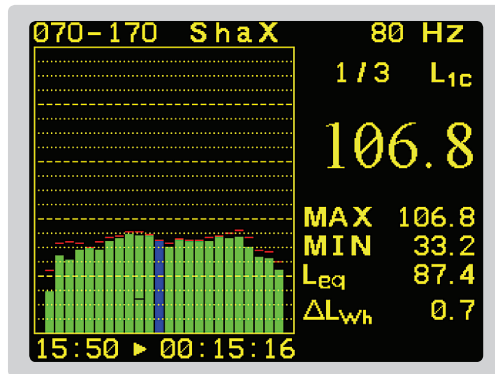 070-170 ShaX 80 Hz
1/3 L1c
106.8
MAX 106.8
MIN 33.2
Leq 87.4
ΔLWh 0.7
15:50 ► 00:15:16